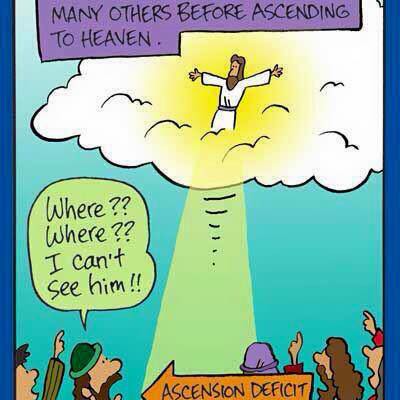 MANY OTHERS BEFORE ASCENDING
TO HEAVEN.
Where??
Where??
I can't
see him!!
ASCENSION DEFICIT